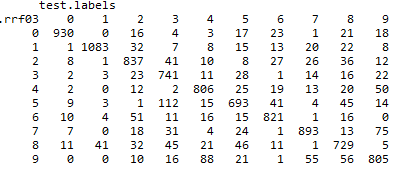 test.labels
.rrf03 0 1 2 3 4 5 6 7 8 9
0 930 0 16 4 3 17 23 1 21 18
1 1 1083 32 7 8 15 13 20 22 8
2 8 1 837 41 10 8 27 26 36 12
3 2 3 23 741 11 28 1 14 16 22
4 2 0 12 2 806 25 19 13 20 50
5 9 3 1 112 15 693 41 4 45 14
6 10 4 51 11 16 15 821 1 16 0
7 7 0 18 31 4 24 1 893 13 75
8 11 41 32 45 21 46 11 1 729 5
9 0 0 10 16 88 21 1 55 56 805